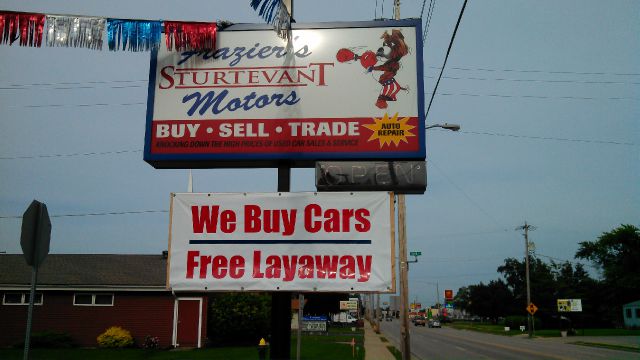 Frazier's
STURTEVANT
Motors
BUY • SELL • TRADE
AUTO
REPAIR
KNOCKING DOWN THE HIGH PRICES OF USED CAR SALES & SERVICE
OPEN
We Buy Cars
Free Layaway